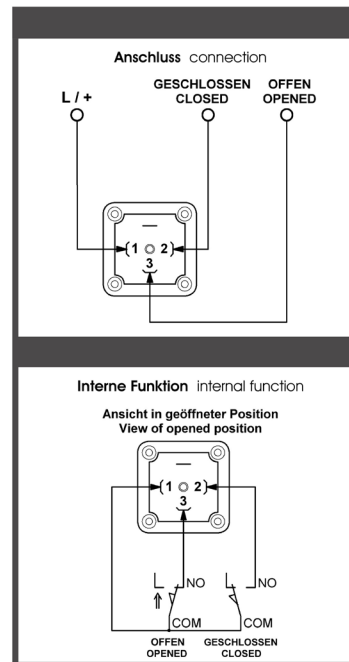 Anschluss connection
L / +
GESCHLOSSEN
CLOSED
OFFEN
OPENED
1 2
3
Interne Funktion internal function
Ansicht in geöffneter Position
View of opened position
1 2
3
NO NO
COM COM
OFFEN
OPENED
GESCHLOSSEN
CLOSED